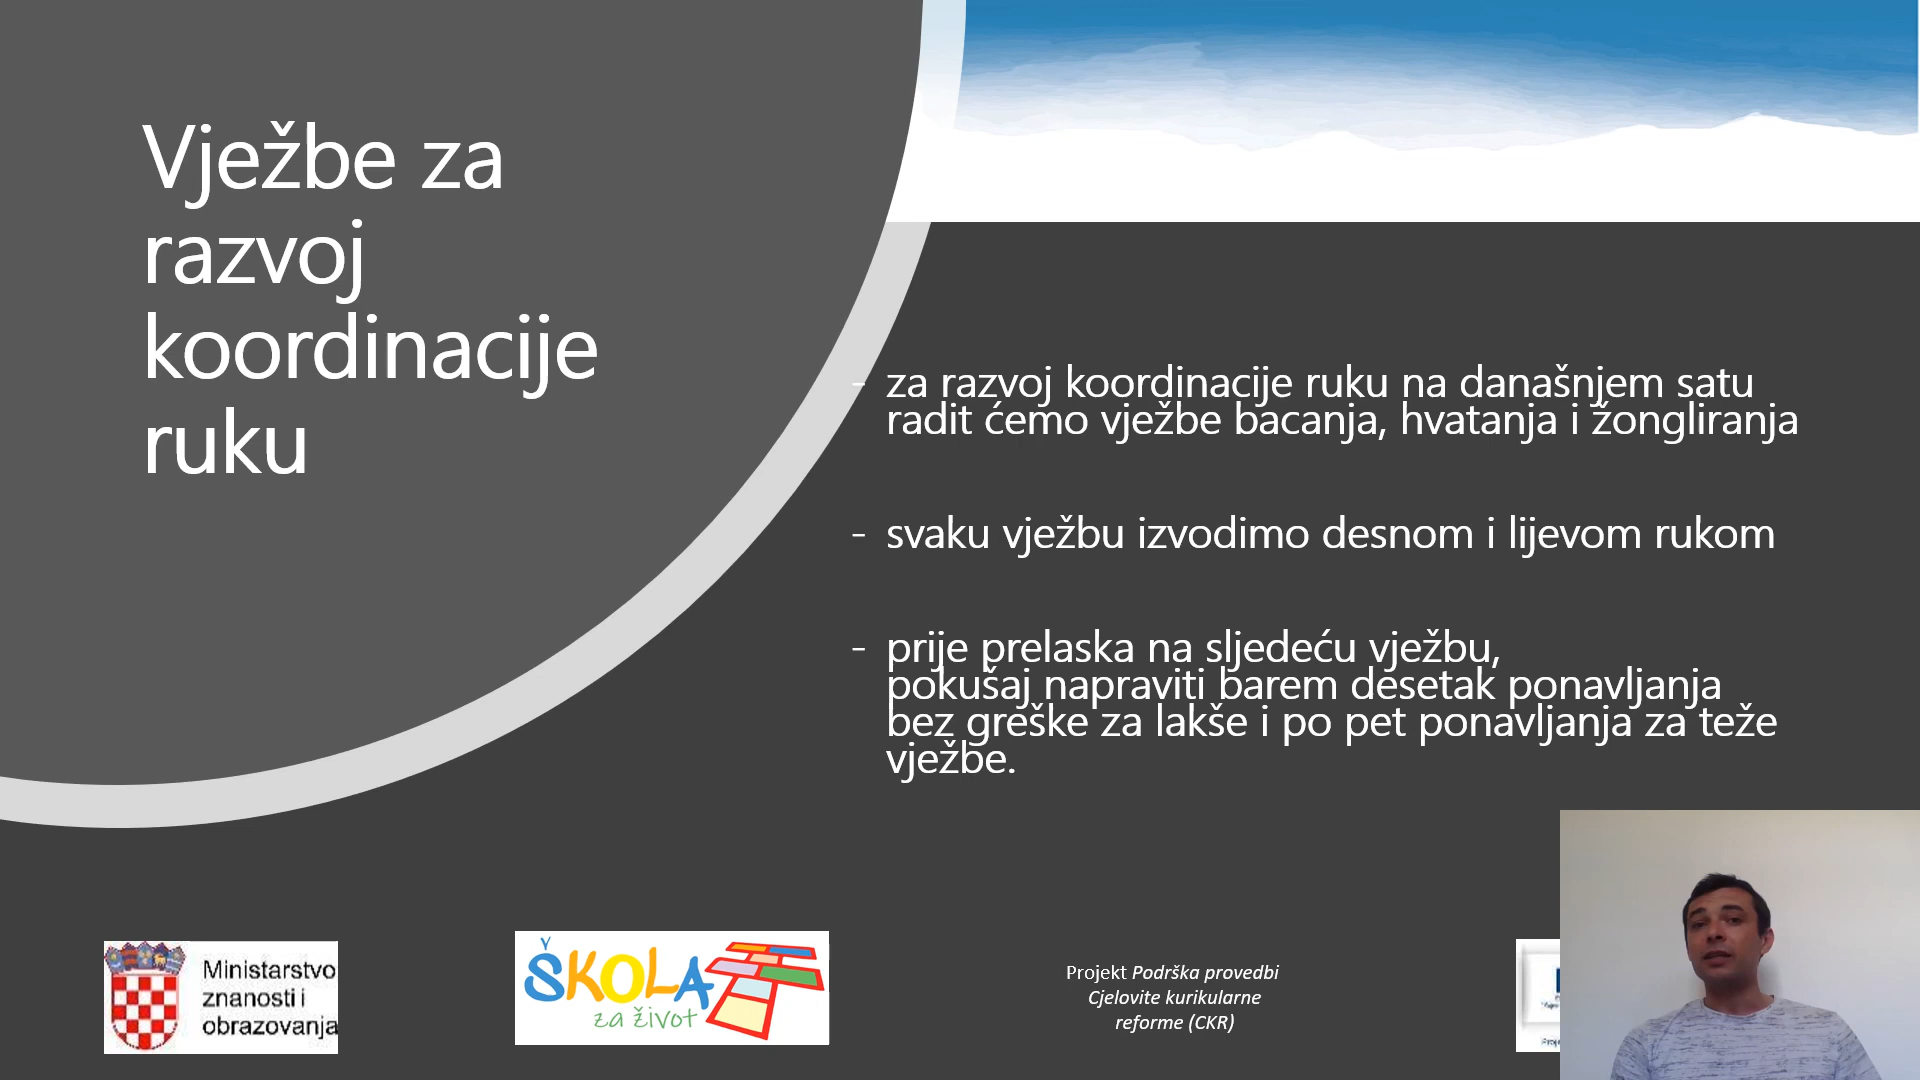 Vježbe za
razvoj
koordinacije
ruku
- za razvoj koordinacije ruku na današnjem satu
radit ćemo vježbe bacanja, hvatanja i žongliranja
- svaku vježbu izvodimo desnom i lijevom rukom
- prije prelaska na sljedeću vježbu,
pokušaj napraviti barem desetak ponavljanja
bez greške za lakše i po pet ponavljanja za teže
vježbe.
Ministarstvo
znanosti i
obrazovanja
ŠKOLA
za život
Projekt Podrška provedbi
Cjelovite kurikularne
reforme (CKR)